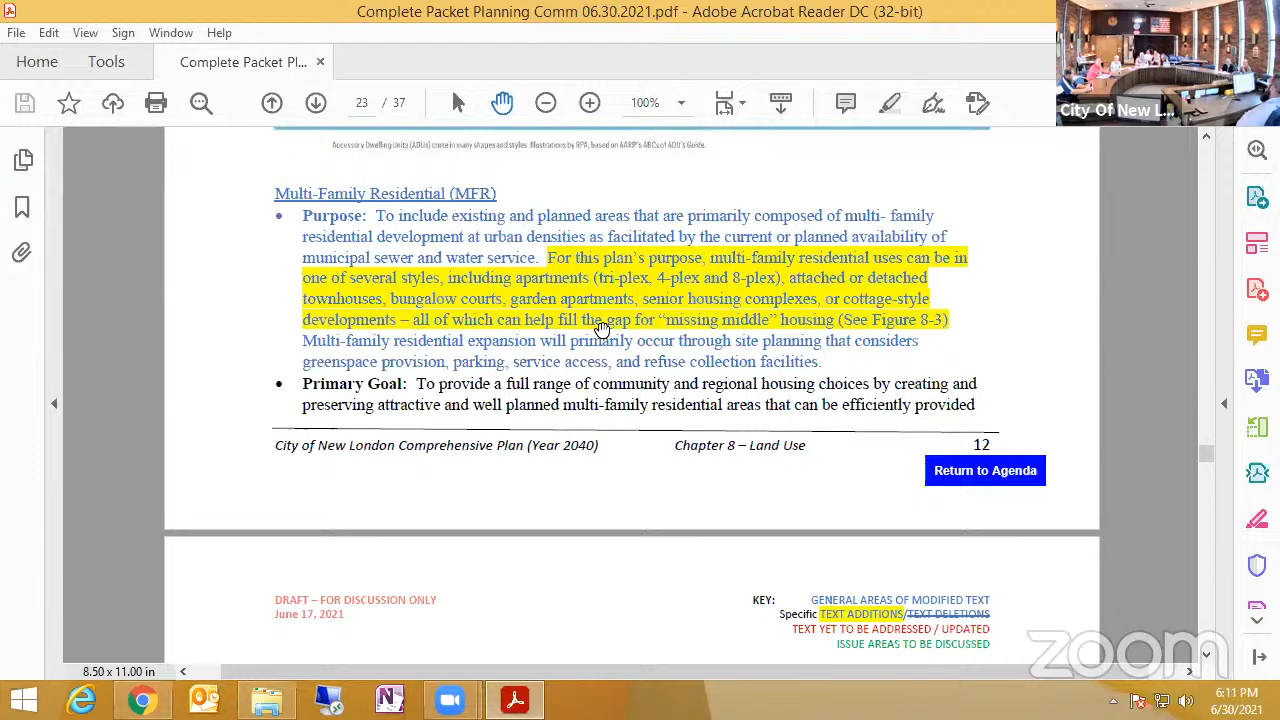 Complete Packet Planning Comm 06.30.2021.pdf - Adobe Acrobat Reader DC (32-bit)
File Edit View Sign Window Help
Home Tools Complete Packet Pl... ×
23 / 37 100%
City Of New L...
Accessory Dwelling Units (ADUs) come in many shapes and styles. Illustrations by RPA, based on AARP's ABCs of ADU's Guide.
Multi-Family Residential (MFR)
• Purpose: To include existing and planned areas that are primarily composed of multi- family
residential development at urban densities as facilitated by the current or planned availability of
municipal sewer and water service. For this plan's purpose, multi-family residential uses can be in
one of several styles, including apartments (tri-plex, 4-plex and 8-plex), attached or detached
townhouses, bungalow courts, garden apartments, senior housing complexes, or cottage-style
developments – all of which can help fill the gap for “missing middle” housing (See Figure 8-3)
Multi-family residential expansion will primarily occur through site planning that considers
greenspace provision, parking, service access, and refuse collection facilities.
• Primary Goal: To provide a full range of community and regional housing choices by creating and
preserving attractive and well planned multi-family residential areas that can be efficiently provided
City of New London Comprehensive Plan (Year 2040) Chapter 8 – Land Use 12
Return to Agenda
DRAFT – FOR DISCUSSION ONLY
June 17, 2021
KEY: GENERAL AREAS OF MODIFIED TEXT
Specific TEXT ADDITIONS/TEXT DELETIONS
TEXT YET TO BE ADDRESSED / UPDATED
ISSUE AREAS TO BE DISCUSSED
zoom
8.50 x 11.00 in
6:11 PM
6/30/2021